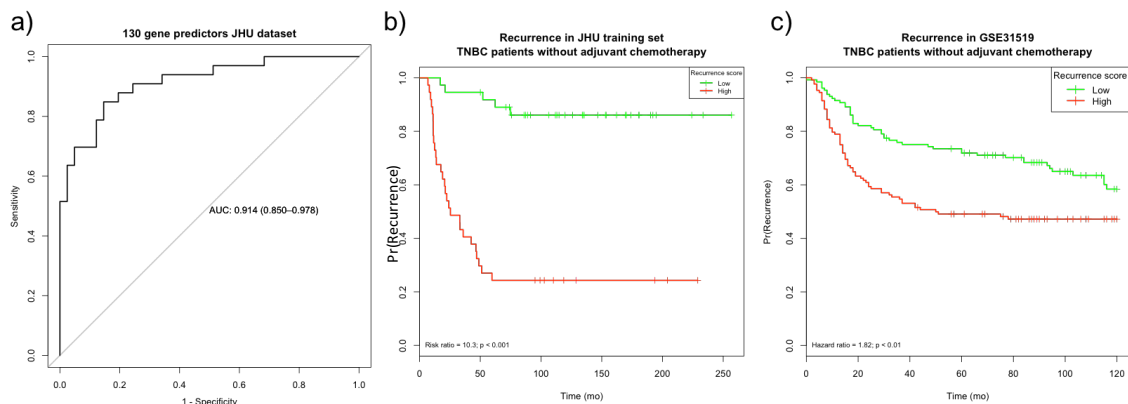 a)
130 gene predictors JHU dataset
Sensitivity
1.0
0.8
0.6
0.4
0.2
0.0
AUC: 0.914 (0.850–0.978)
0.0 0.2 0.4 0.6 0.8 1.0
1 - Specificity
b)
Recurrence in JHU training set
TNBC patients without adjuvant chemotherapy
Pr(Recurrence)
1.0
0.8
0.6
0.4
0.2
0.0
Recurrence score
Low
High
Risk ratio = 10.3; p < 0.001
0 50 100 150 200 250
Time (mo)
c)
Recurrence in GSE31519
TNBC patients without adjuvant chemotherapy
Pr(Recurrence)
1.0
0.8
0.6
0.4
0.2
0.0
Recurrence score
Low
High
Hazard ratio = 1.82; p < 0.01
0 20 40 60 80 100 120
Time (mo)